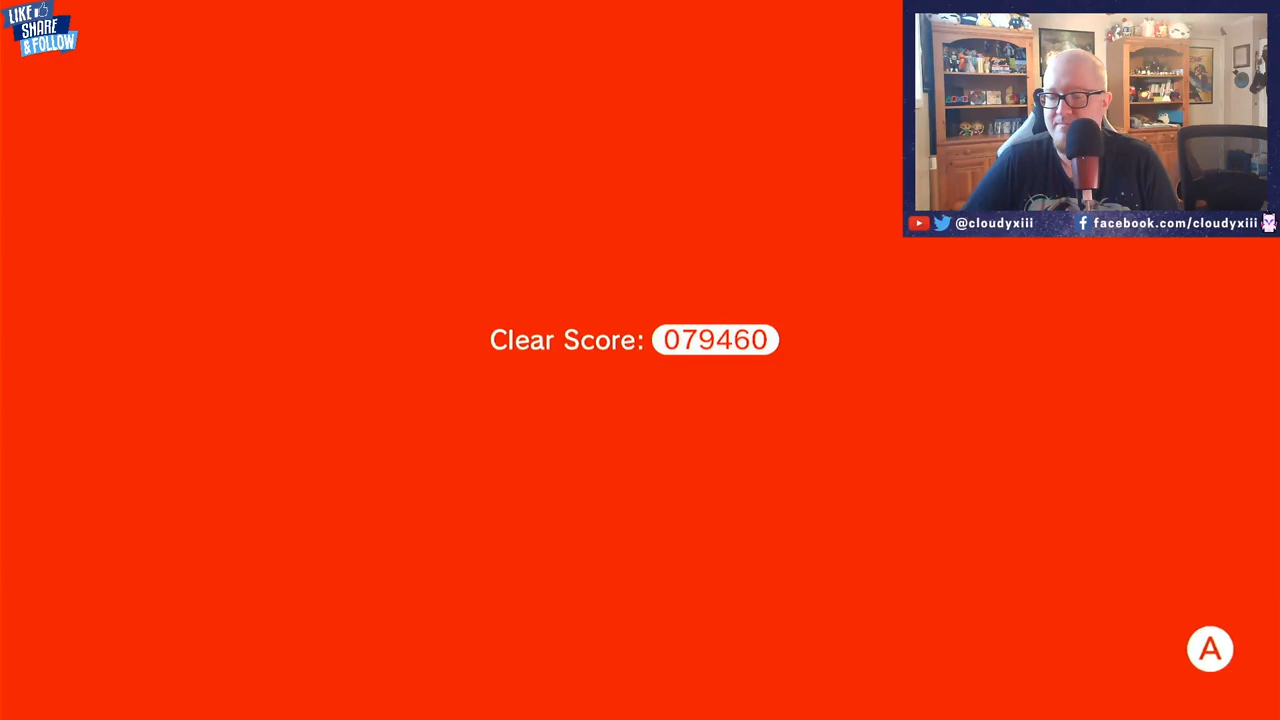 LIKE
SHARE
& FOLLOW
@cloudyxiii
facebook.com/cloudyxiii
Clear Score: 079460
A